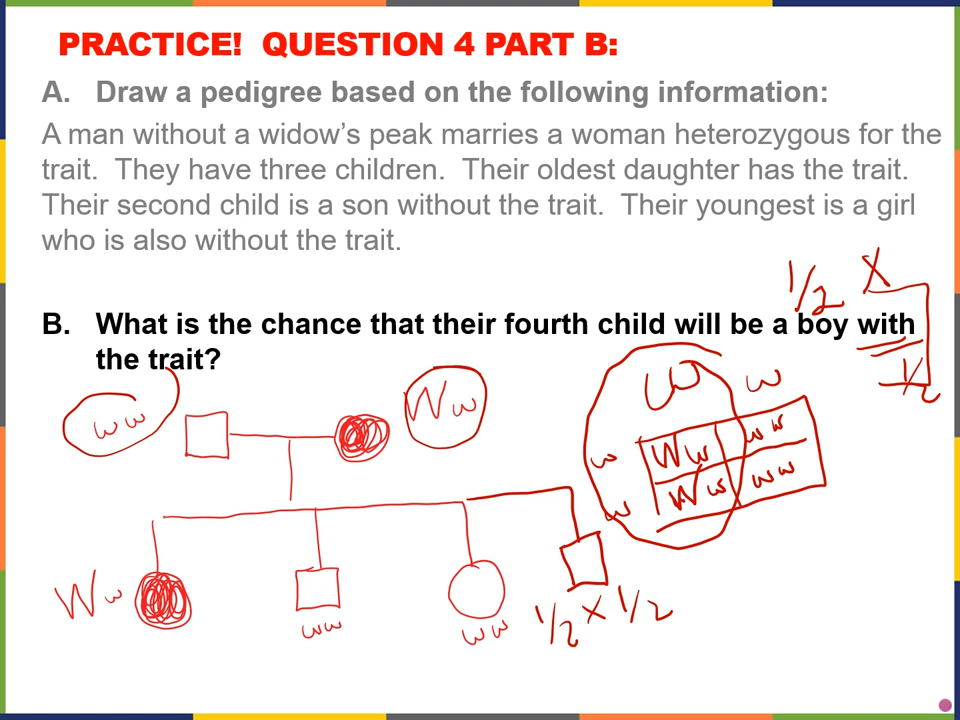 PRACTICE! QUESTION 4 PART B:
A. Draw a pedigree based on the following information:
A man without a widow's peak marries a woman heterozygous for the
trait. They have three children. Their oldest daughter has the trait.
Their second child is a son without the trait. Their youngest is a girl
who is also without the trait.
1/2 X
B. What is the chance that their fourth child will be a boy with
the trait?
1/2
ww
Ww
W w
w Ww ww
w Ww ww
Ww
ww
ww
1/2 x 1/2